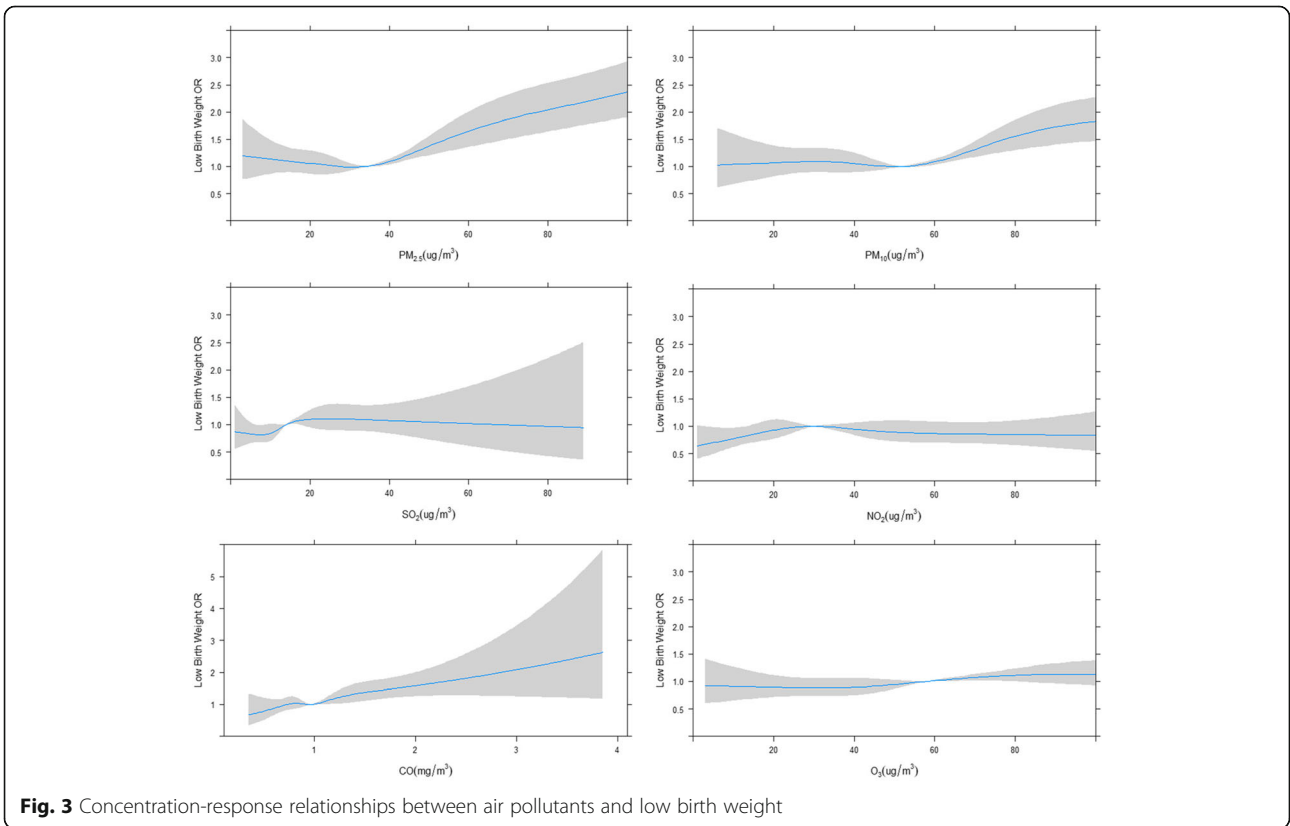 Low Birth Weight OR
3.0
2.5
2.0
1.5
1.0
0.5
20 40 60 80
PM2.5(ug/m3)
Low Birth Weight OR
3.0
2.5
2.0
1.5
1.0
0.5
20 40 60 80
PM10(ug/m3)
Low Birth Weight OR
3.0
2.5
2.0
1.5
1.0
0.5
20 40 60 80
SO2(ug/m3)
Low Birth Weight OR
3.0
2.5
2.0
1.5
1.0
0.5
20 40 60 80
NO2(ug/m3)
Low Birth Weight OR
5
4
3
2
1
1 2 3 4
CO(mg/m3)
Low Birth Weight OR
3.0
2.5
2.0
1.5
1.0
0.5
20 40 60 80
O3(ug/m3)
Fig. 3 Concentration-response relationships between air pollutants and low birth weight